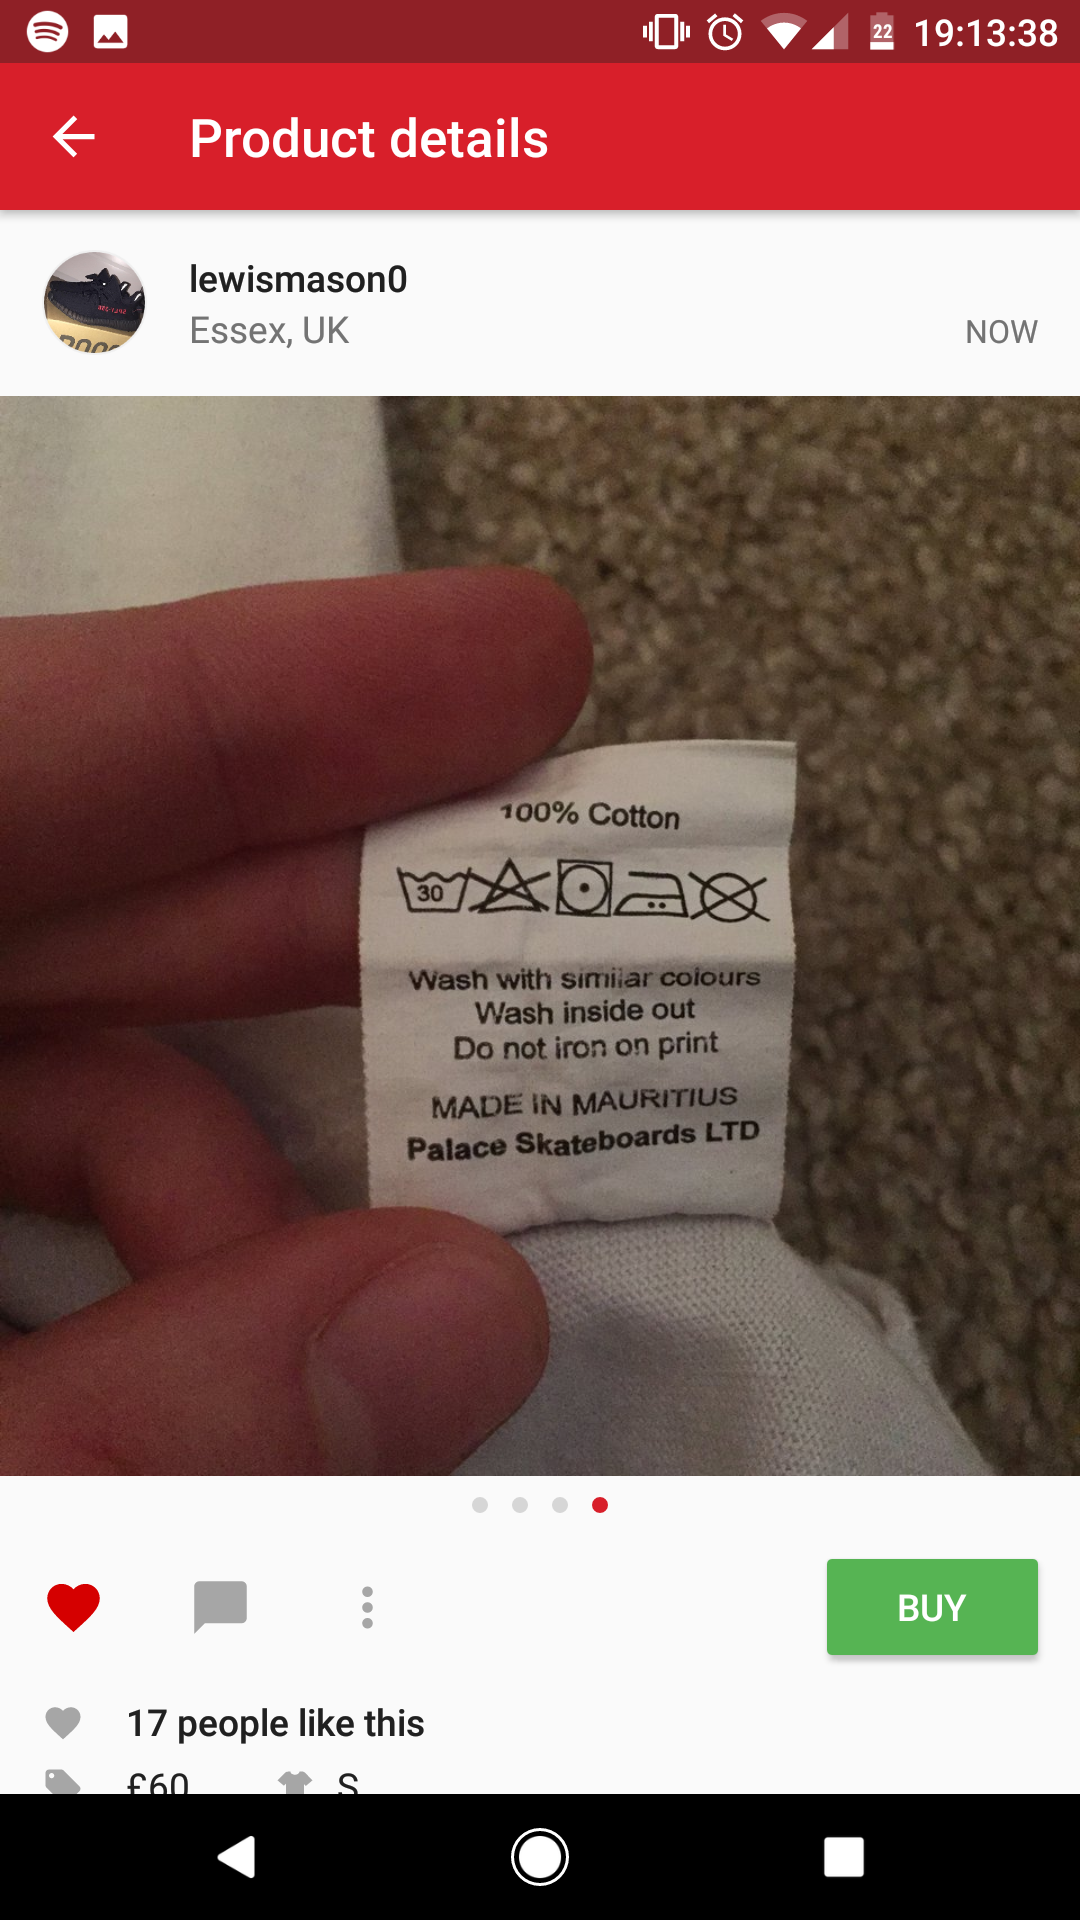 22 19:13:38
Product details
lewismason0
Essex, UK
NOW
100% Cotton
30
Wash with similar colours
Wash inside out
Do not iron on print
MADE IN MAURITIUS
Palace Skateboards LTD
BUY
17 people like this
£60 S